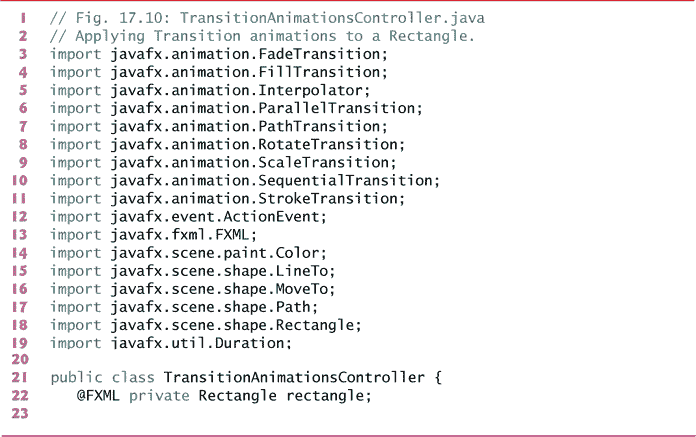 1 // Fig. 17.10: TransitionAnimationsController.java
2 // Applying Transition animations to a Rectangle.
3 import javafx.animation.FadeTransition;
4 import javafx.animation.FillTransition;
5 import javafx.animation.Interpolator;
6 import javafx.animation.ParallelTransition;
7 import javafx.animation.PathTransition;
8 import javafx.animation.RotateTransition;
9 import javafx.animation.ScaleTransition;
10 import javafx.animation.SequentialTransition;
11 import javafx.animation.StrokeTransition;
12 import javafx.event.ActionEvent;
13 import javafx.fxml.FXML;
14 import javafx.scene.paint.Color;
15 import javafx.scene.shape.LineTo;
16 import javafx.scene.shape.MoveTo;
17 import javafx.scene.shape.Path;
18 import javafx.scene.shape.Rectangle;
19 import javafx.util.Duration;
20
21 public class TransitionAnimationsController {
22 @FXML private Rectangle rectangle;
23